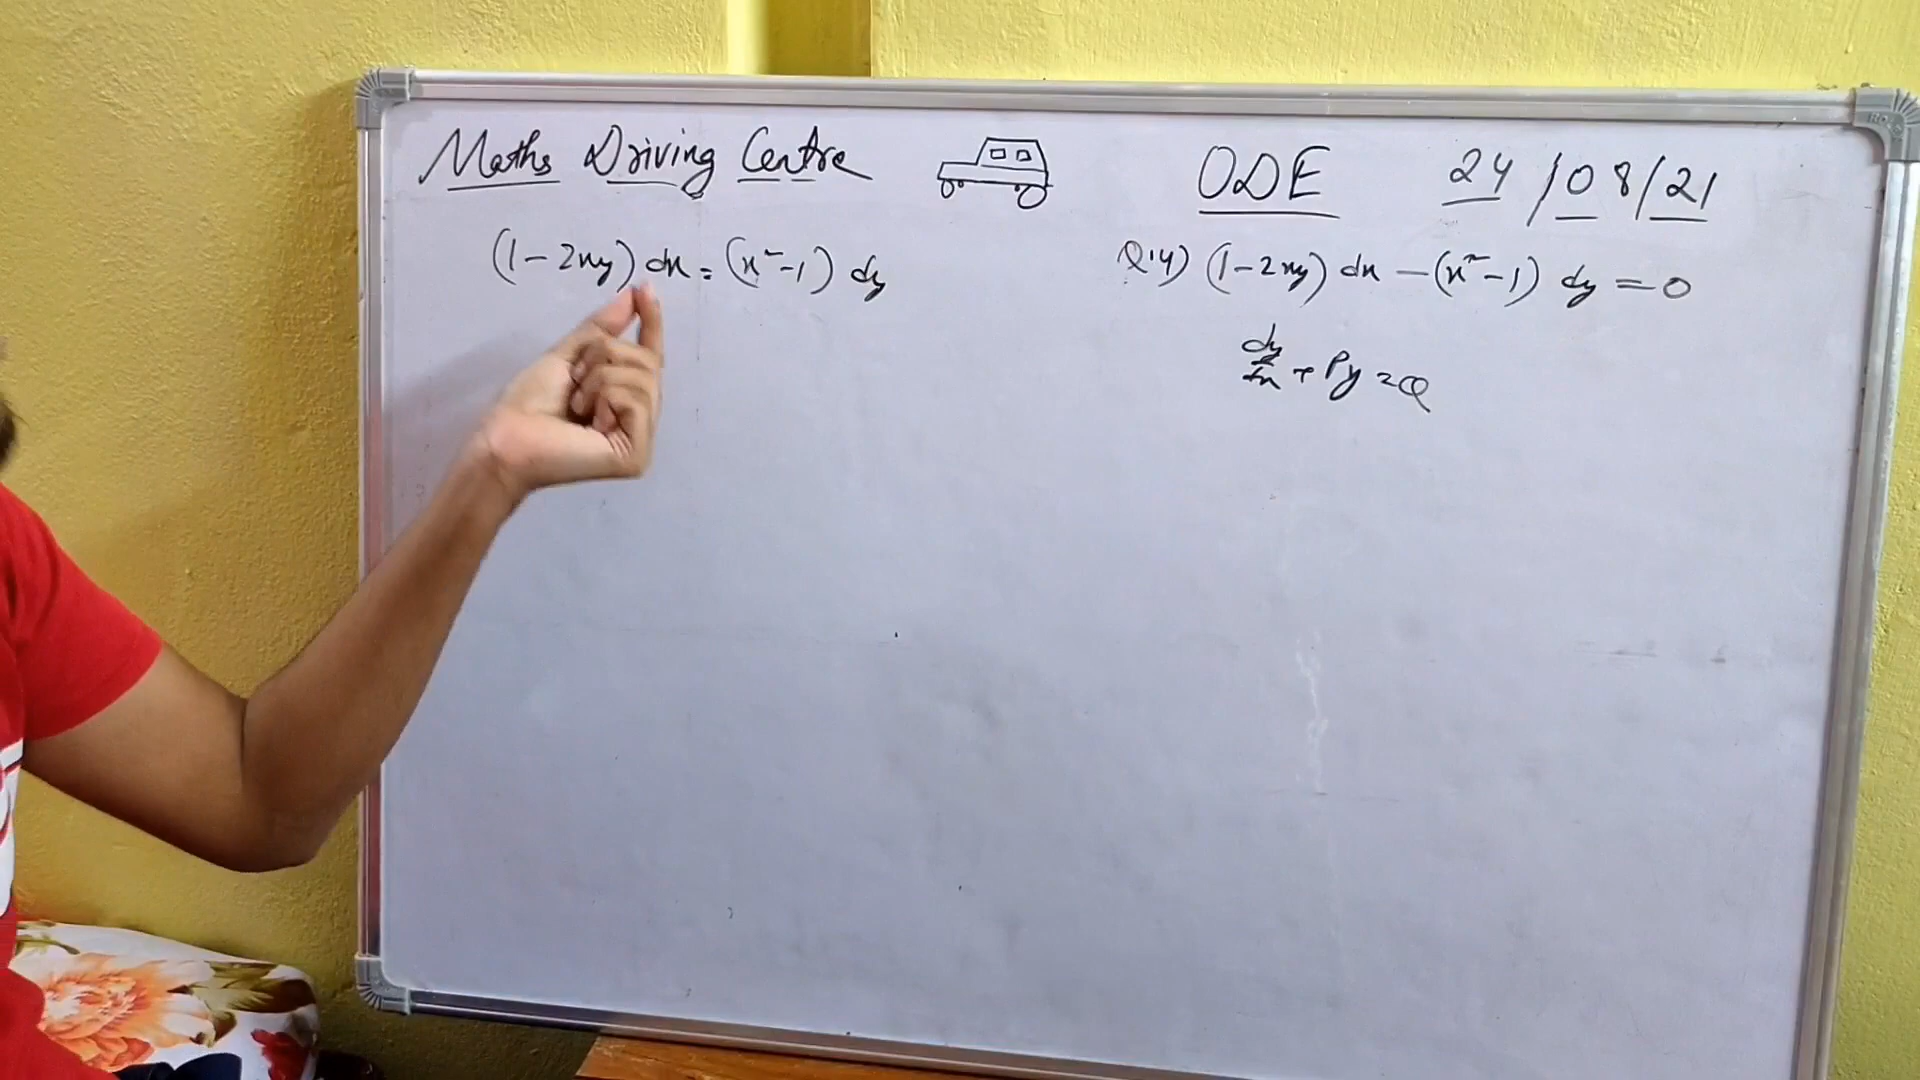 Maths Driving Centre
ODE 24/08/21
(1-2xy) dx = (x²-1) dy
Q.14) (1-2xy) dx - (x²-1) dy = 0
dy/dx + Py = Q